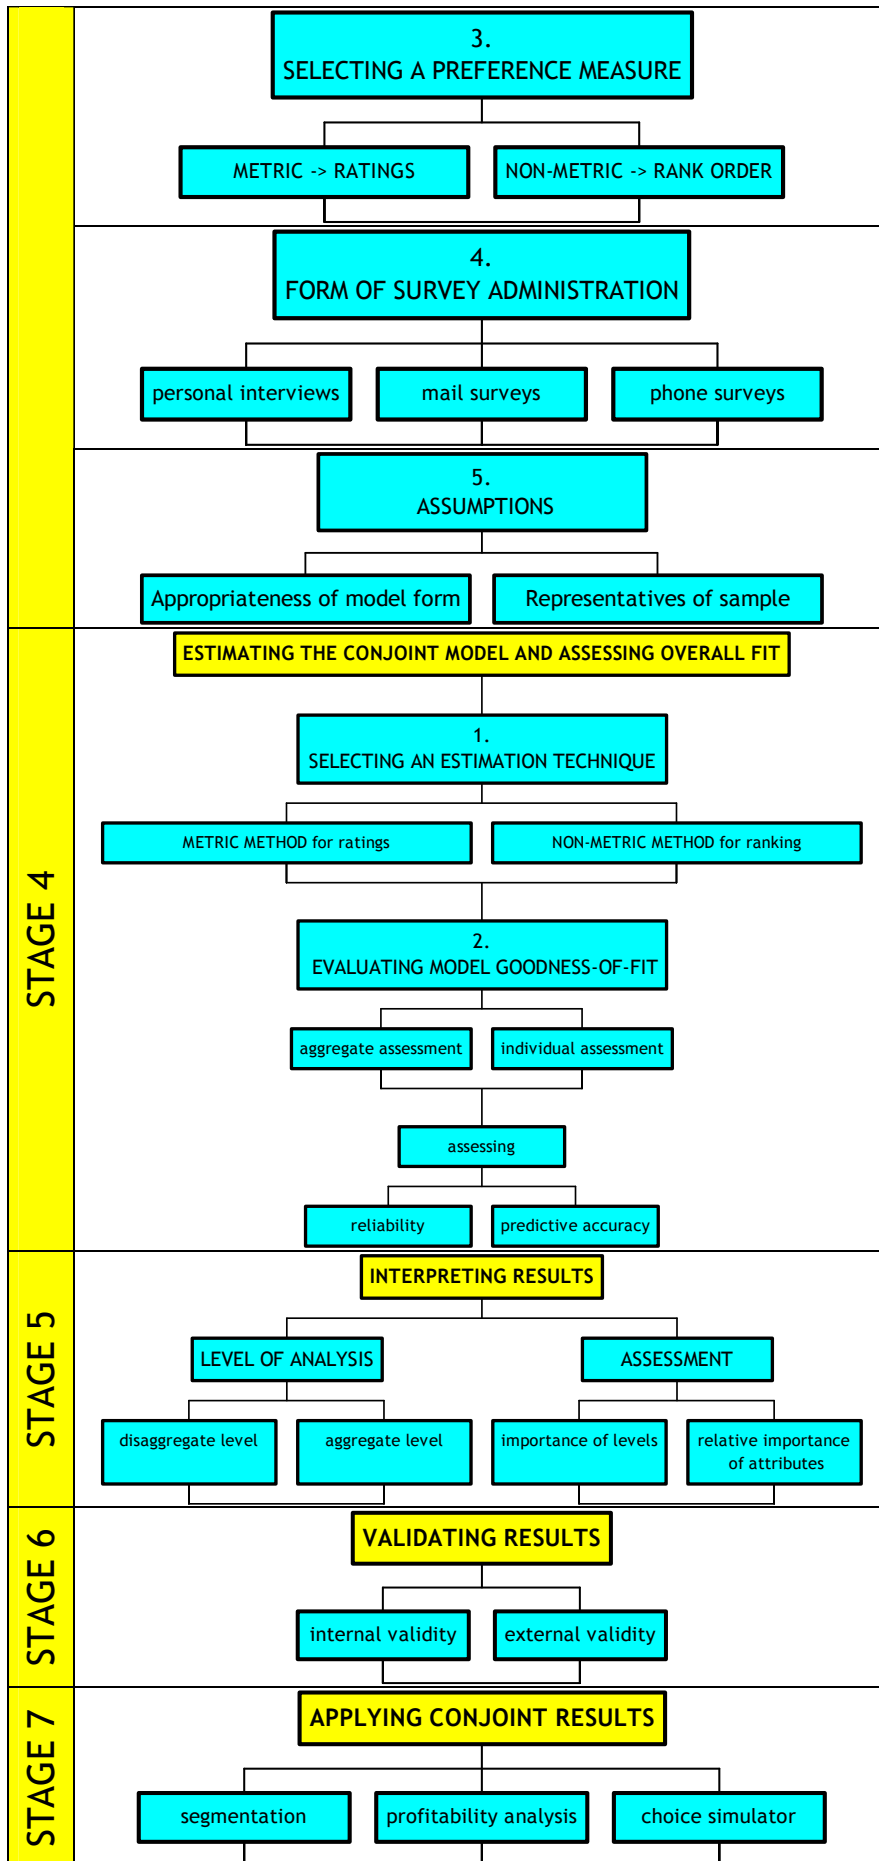 3.
SELECTING A PREFERENCE MEASURE
METRIC -> RATINGS
NON-METRIC -> RANK ORDER
4.
FORM OF SURVEY ADMINISTRATION
personal interviews
mail surveys
phone surveys
5.
ASSUMPTIONS
Appropriateness of model form
Representatives of sample
STAGE 4
ESTIMATING THE CONJOINT MODEL AND ASSESSING OVERALL FIT
1.
SELECTING AN ESTIMATION TECHNIQUE
METRIC METHOD for ratings
NON-METRIC METHOD for ranking
2.
EVALUATING MODEL GOODNESS-OF-FIT
aggregate assessment
individual assessment
assessing
reliability
predictive accuracy
STAGE 5
INTERPRETING RESULTS
LEVEL OF ANALYSIS
ASSESSMENT
disaggregate level
aggregate level
importance of levels
relative importance
of attributes
STAGE 6
VALIDATING RESULTS
internal validity
external validity
STAGE 7
APPLYING CONJOINT RESULTS
segmentation
profitability analysis
choice simulator